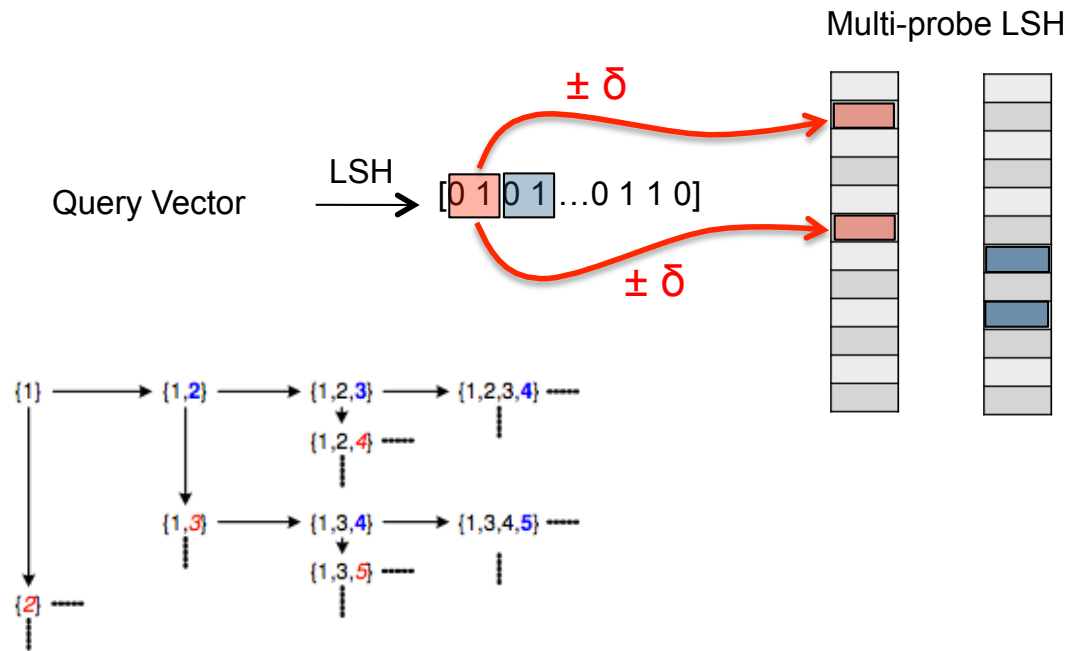 Multi-probe LSH
± δ
Query Vector
LSH
[0 1 0 1 ...0 1 1 0]
± δ
{1} {1,2} {1,2,3} {1,2,3,4}
{1,2,4}
{1,3} {1,3,4} {1,3,4,5}
{1,3,5}
{2}